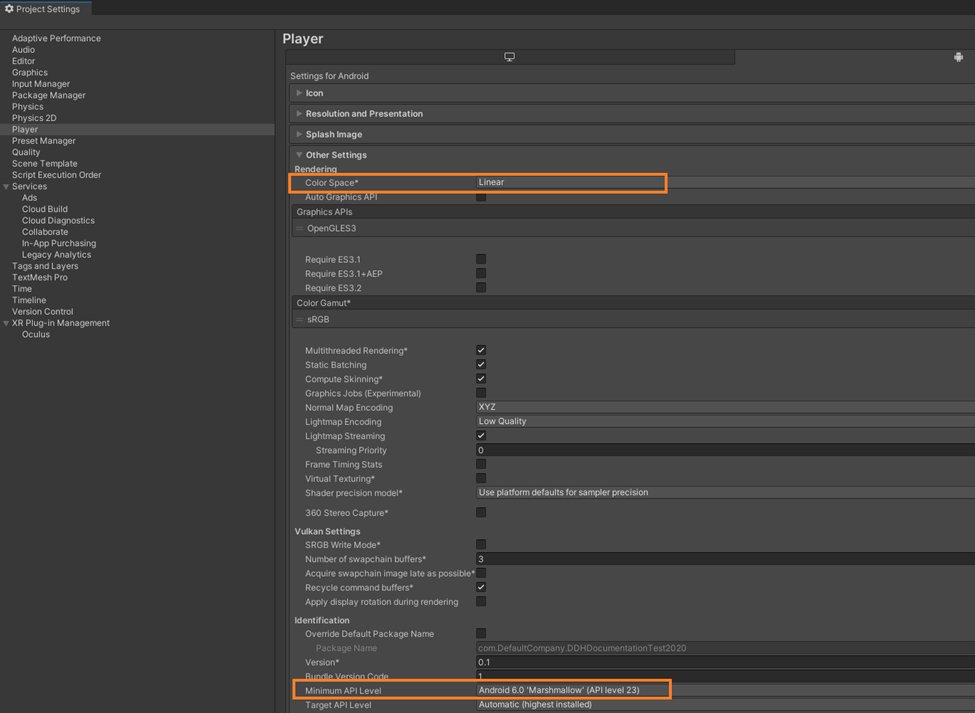 Project Settings
Adaptive Performance
Audio
Editor
Graphics
Input Manager
Package Manager
Physics
Physics 2D
Player
Preset Manager
Quality
Scene Template
Script Execution Order
Services
Ads
Cloud Build
Cloud Diagnostics
Collaborate
In-App Purchasing
Legacy Analytics
Tags and Layers
TextMesh Pro
Time
Timeline
Version Control
XR Plug-in Management
Oculus
Player
Settings for Android
Icon
Resolution and Presentation
Splash Image
Other Settings
Rendering
Color Space* Linear
Auto Graphics API
Graphics APIs
OpenGLES3
Require ES3.1
Require ES3.1+AEP
Require ES3.2
Color Gamut*
sRGB
Multithreaded Rendering*
Static Batching
Compute Skinning*
Graphics Jobs (Experimental)
Normal Map Encoding XYZ
Lightmap Encoding Low Quality
Lightmap Streaming
Streaming Priority 0
Frame Timing Stats
Virtual Texturing*
Shader precision model* Use platform defaults for sampler precision
360 Stereo Capture*
Vulkan Settings
SRGB Write Mode*
Number of swapchain buffers* 3
Acquire swapchain image late as possible*
Recycle command buffers*
Apply display rotation during rendering
Identification
Override Default Package Name
Package Name com.DefaultCompany.DDHDocumentationTest2020
Version* 0.1
Bundle Version Code 1
Minimum API Level Android 6.0 'Marshmallow' (API level 23)
Target API Level Automatic (highest installed)